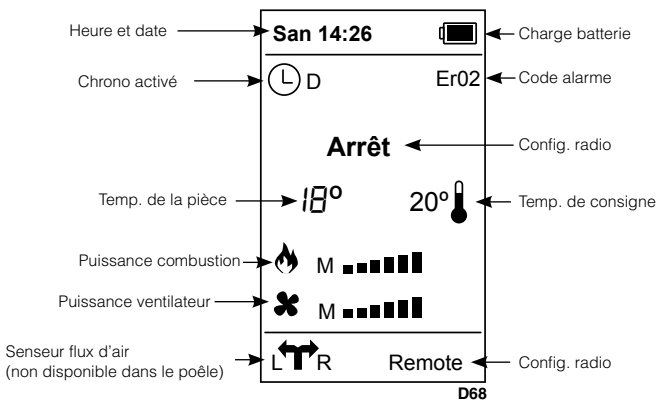 Heure et date
San 14:26
Charge batterie
Chrono activé
D
Er02
Code alarme
Arrêt
Config. radio
Temp. de la pièce
18°
20°
Temp. de consigne
Puissance combustion
M
Puissance ventilateur
M
Senseur flux d'air
(non disponible dans le poêle)
L R
Remote
Config. radio
D68